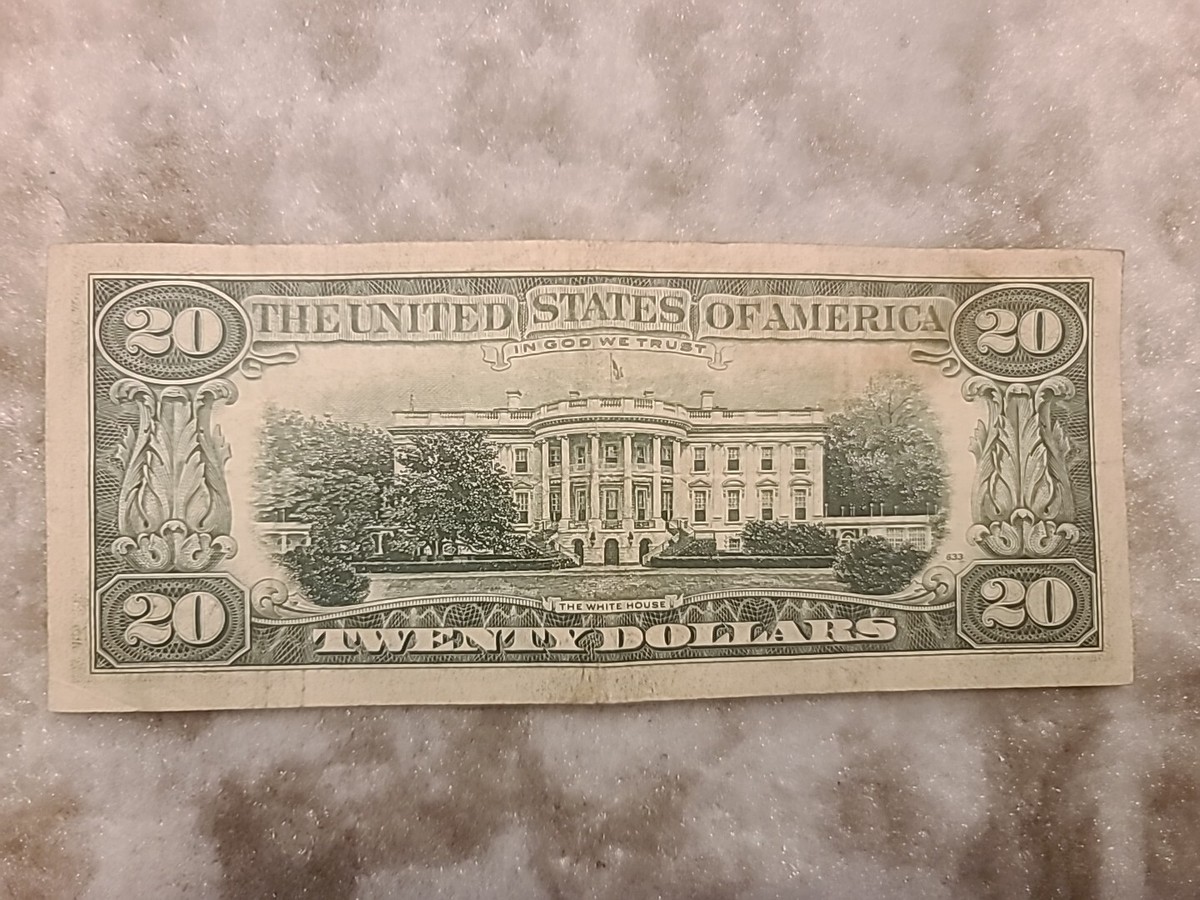 20 THE UNITED STATES OF AMERICA 20
IN GOD WE TRUST
633
THE WHITE HOUSE
20 TWENTY DOLLARS 20